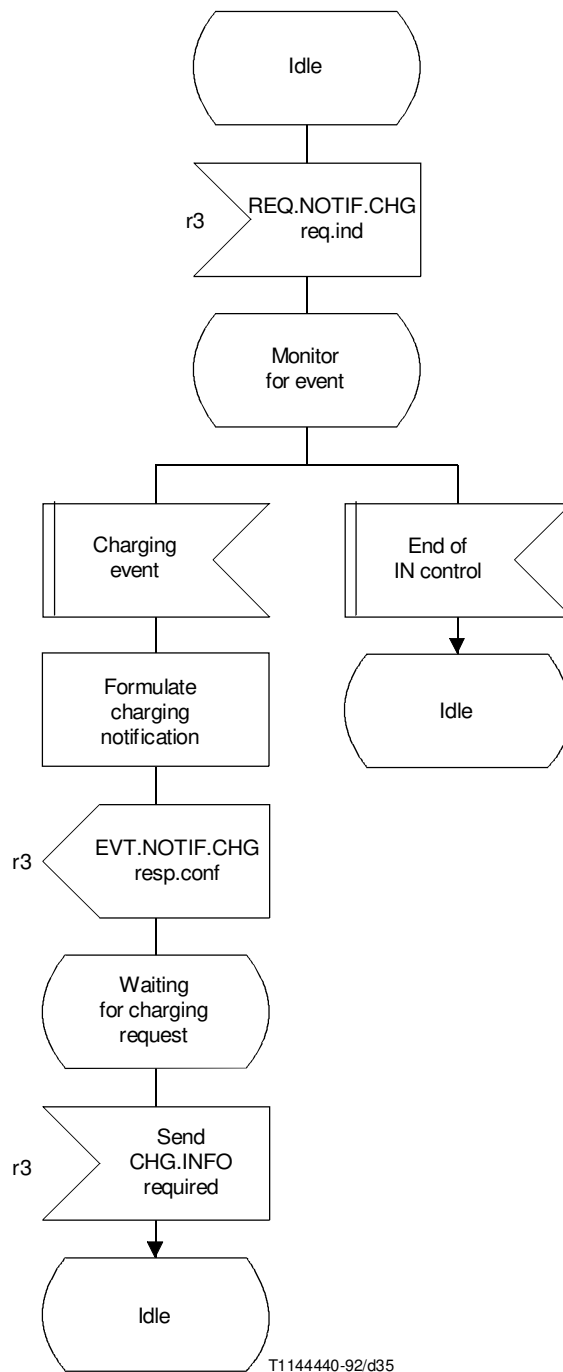 Idle
r3
REQ.NOTIF.CHG
req.ind
Monitor
for event
Charging
event
End of
IN control
Formulate
charging
notification
Idle
r3
EVT.NOTIF.CHG
resp.conf
Waiting
for charging
request
r3
Send
CHG.INFO
required
Idle
T1144440-92/d35